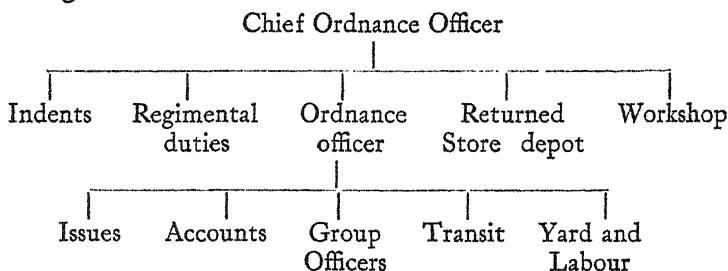 Chief Ordnance Officer
Indents Regimental duties Ordnance officer Returned Store depot Workshop
Issues Accounts Group Officers Transit Yard and Labour